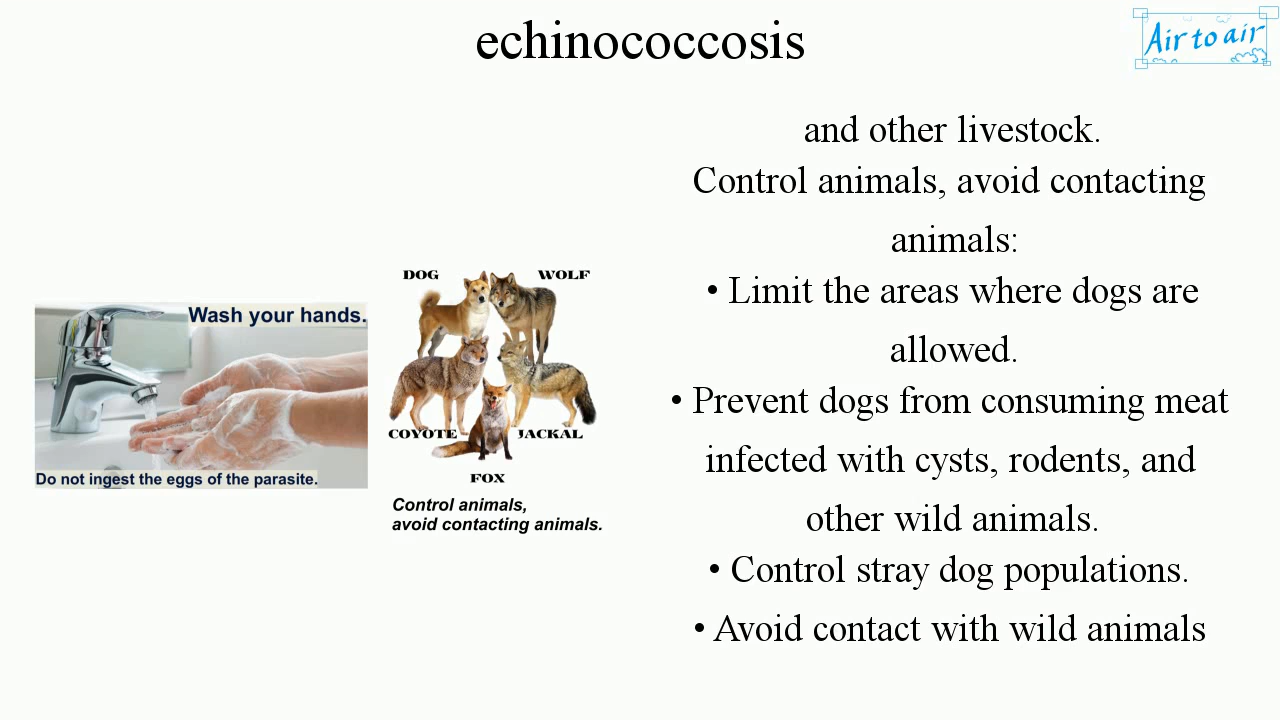 echinococcosis
Air to air
and other livestock.
Control animals, avoid contacting
animals:
• Limit the areas where dogs are
allowed.
• Prevent dogs from consuming meat
infected with cysts, rodents, and
other wild animals.
• Control stray dog populations.
• Avoid contact with wild animals
Wash your hands.
Do not ingest the eggs of the parasite.
DOG WOLF
COYOTE JACKAL
FOX
Control animals,
avoid contacting animals.